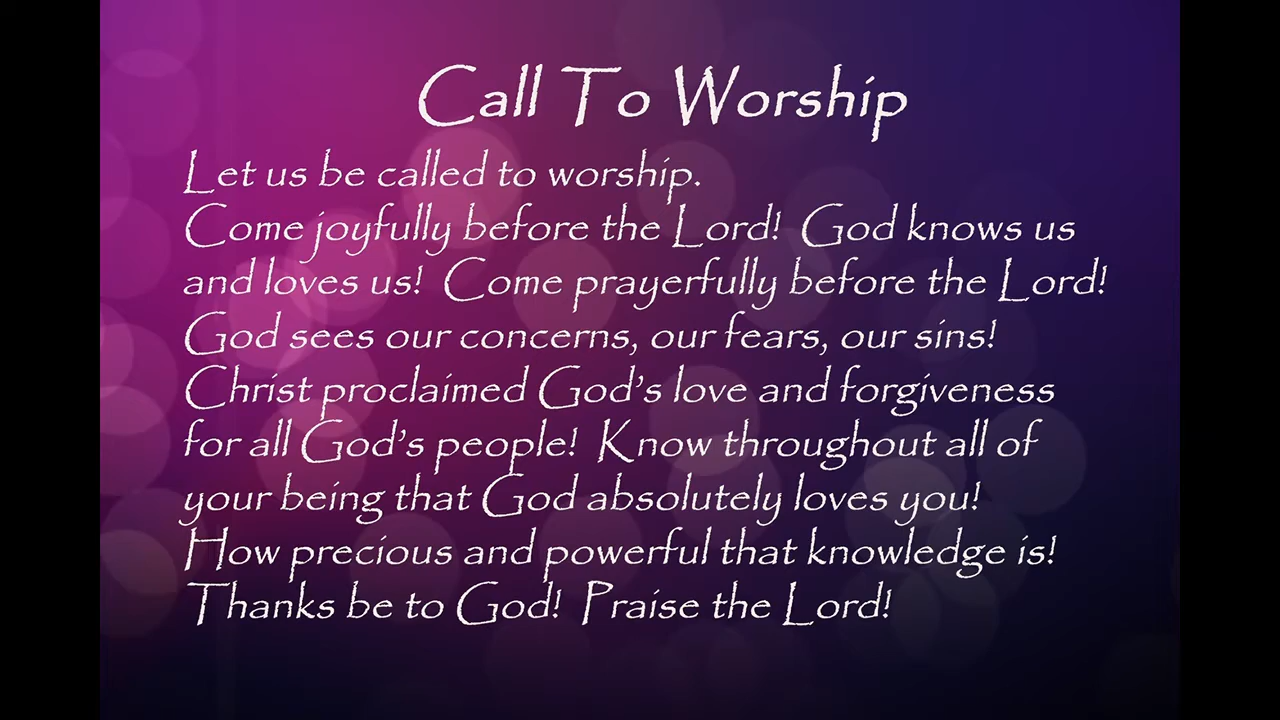 Call To Worship
Let us be called to worship.
Come joyfully before the Lord!  God knows us
and loves us!  Come prayerfully before the Lord!
God sees our concerns, our fears, our sins!
Christ proclaimed God's love and forgiveness
for all God's people!  Know throughout all of
your being that God absolutely loves you!
How precious and powerful that knowledge is!
Thanks be to God!  Praise the Lord!